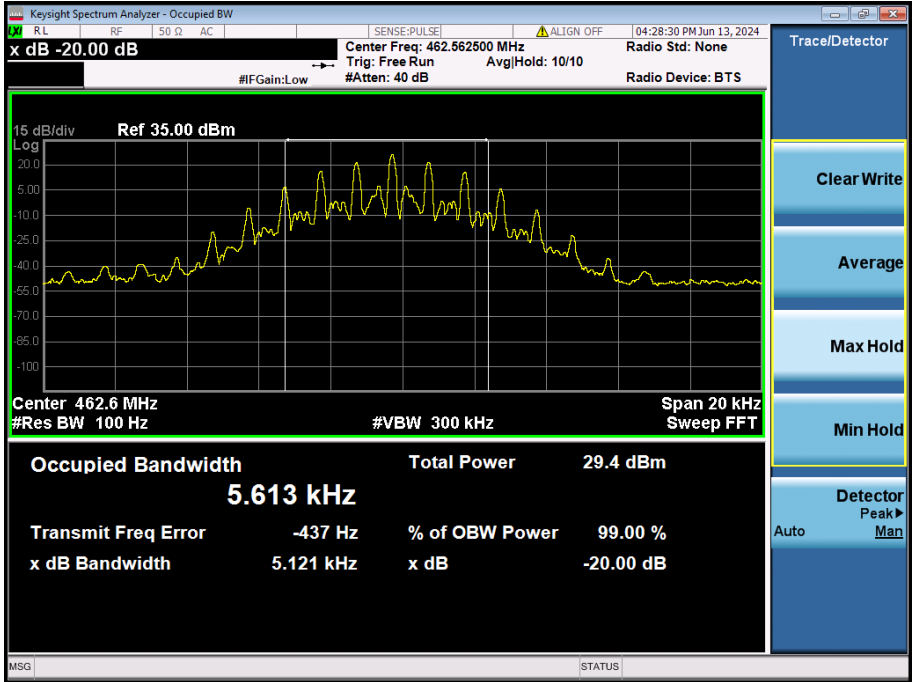 Keysight Spectrum Analyzer - Occupied BW
LXI RL RF 50 Ω AC SENSE:PULSE ALIGN OFF 04:28:30 PM Jun 13, 2024
x dB -20.00 dB
Center Freq: 462.562500 MHz Radio Std: None
Trig: Free Run Avg|Hold: 10/10
#IFGain:Low #Atten: 40 dB Radio Device: BTS
Trace/Detector
15 dB/div Ref 35.00 dBm
Log
20.0
5.00
-10.0
-25.0
-40.0
-55.0
-70.0
-85.0
-100
Center 462.6 MHz Span 20 kHz
#Res BW 100 Hz #VBW 300 kHz Sweep FFT
Occupied Bandwidth Total Power 29.4 dBm
5.613 kHz
Transmit Freq Error -437 Hz % of OBW Power 99.00 %
x dB Bandwidth 5.121 kHz x dB -20.00 dB
Clear Write
Average
Max Hold
Min Hold
Detector
Peak▶
Auto Man
MSG STATUS